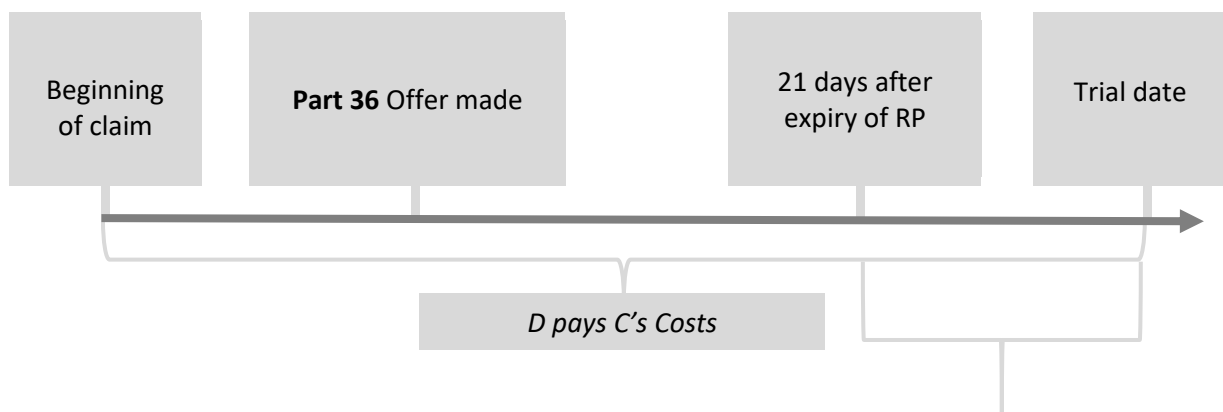 Beginning
of claim
Part 36 Offer made
21 days after
expiry of RP
Trial date
D pays C’s Costs